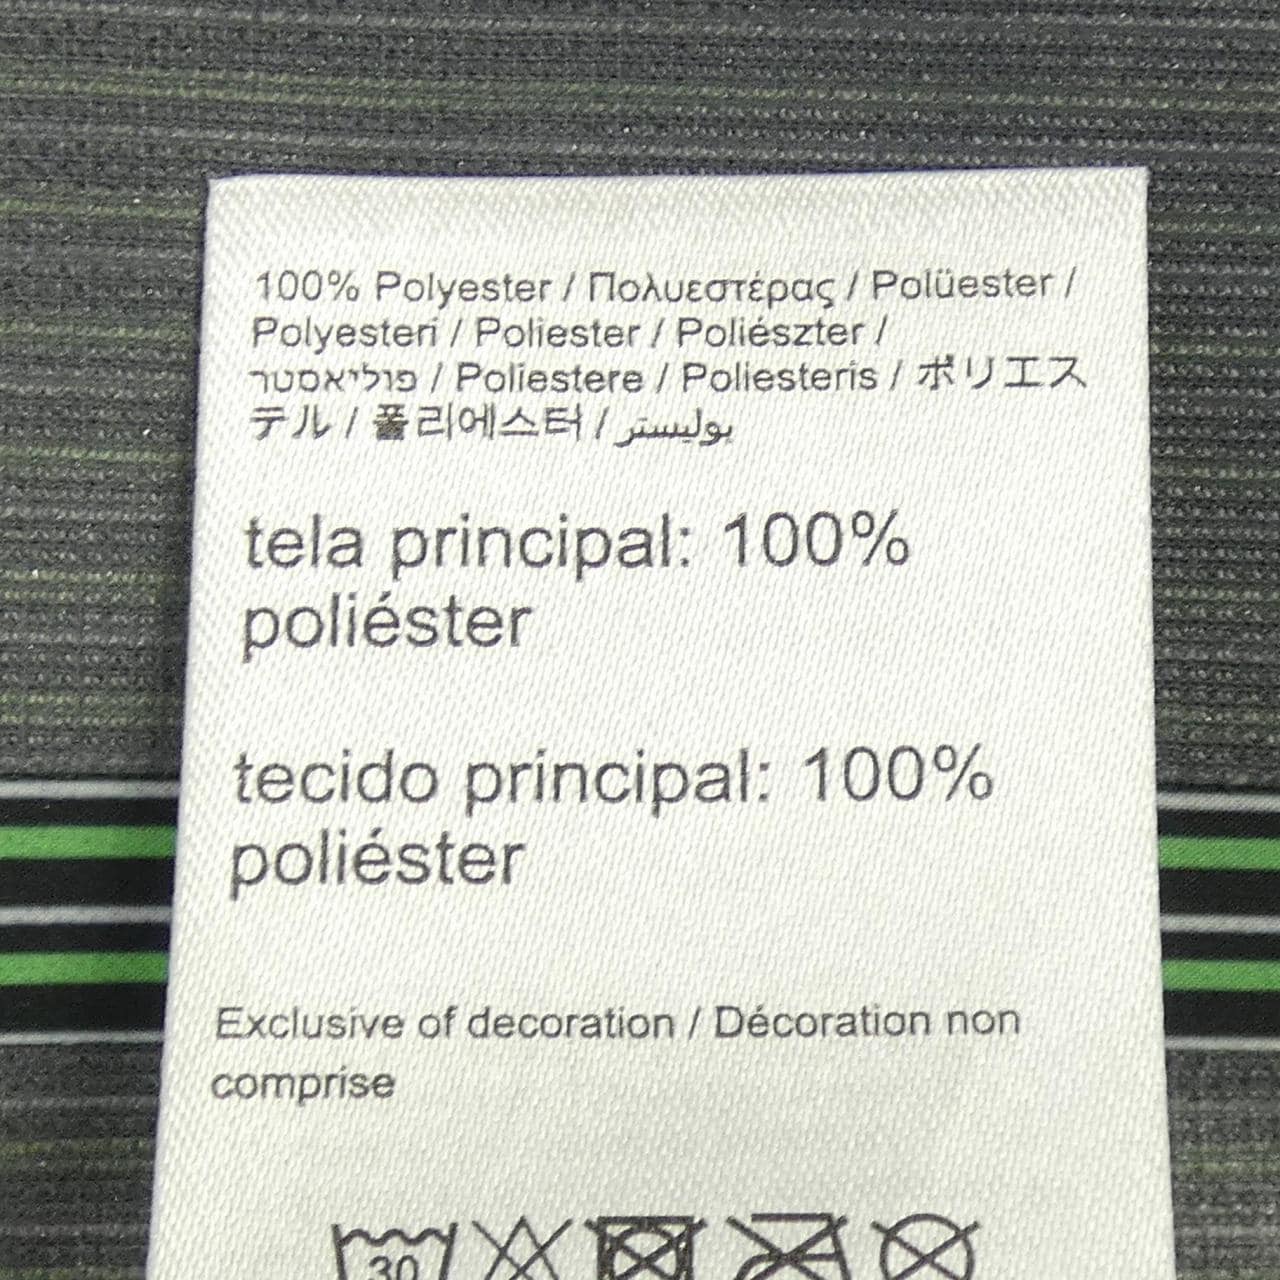 100% Polyester / Πολυεστέρας / Polüester /
Polyesteri / Poliester / Poliészter /
פוליאסטר / Poliestere / Poliesteris / ポリエス
テル / 폴리에스터 / بوليستر
tela principal: 100%
poliéster
tecido principal: 100%
poliéster
Exclusive of decoration / Décoration non
comprise
30